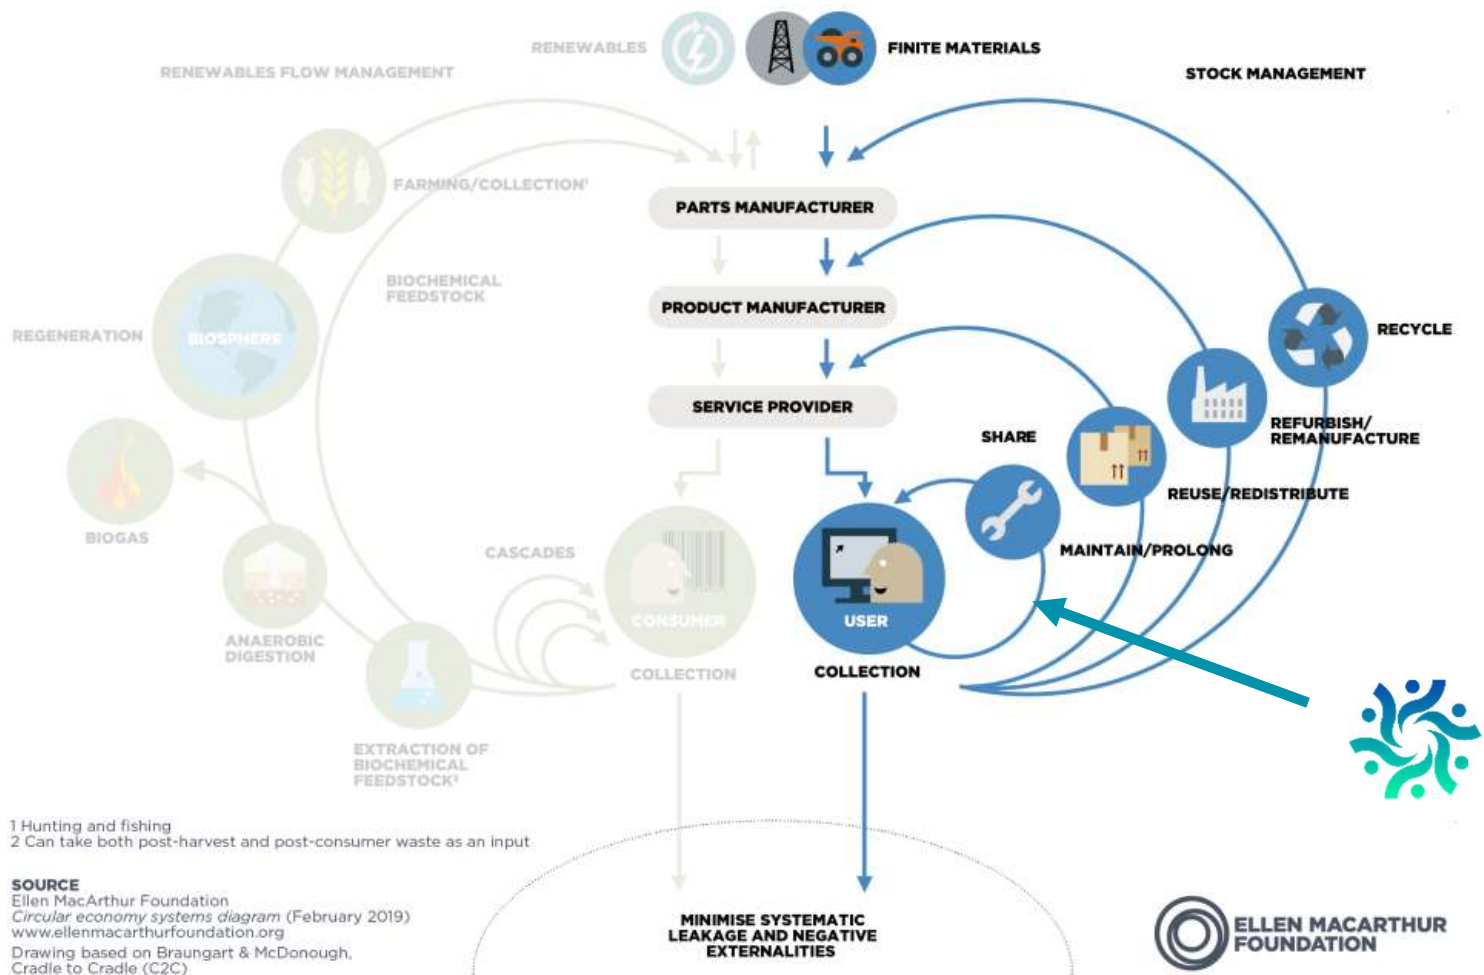 RENEWABLES
FINITE MATERIALS
RENEWABLES FLOW MANAGEMENT
STOCK MANAGEMENT
FARMING/COLLECTION¹
PARTS MANUFACTURER
BIOCHEMICAL
FEEDSTOCK
PRODUCT MANUFACTURER
REGENERATION
BIOSPHERE
RECYCLE
SERVICE PROVIDER
SHARE
REFURBISH/
REMANUFACTURE
REUSE/REDISTRIBUTE
BIOGAS
CASCADES
MAINTAIN/PROLONG
CONSUMER
USER
ANAEROBIC
DIGESTION
COLLECTION
COLLECTION
EXTRACTION OF
BIOCHEMICAL
FEEDSTOCK²
1 Hunting and fishing
2 Can take both post-harvest and post-consumer waste as an input
SOURCE
Ellen MacArthur Foundation
Circular economy systems diagram (February 2019)
www.ellenmacarthurfoundation.org
Drawing based on Braungart & McDonough,
Cradle to Cradle (C2C)
MINIMISE SYSTEMATIC
LEAKAGE AND NEGATIVE
EXTERNALITIES
ELLEN MACARTHUR
FOUNDATION